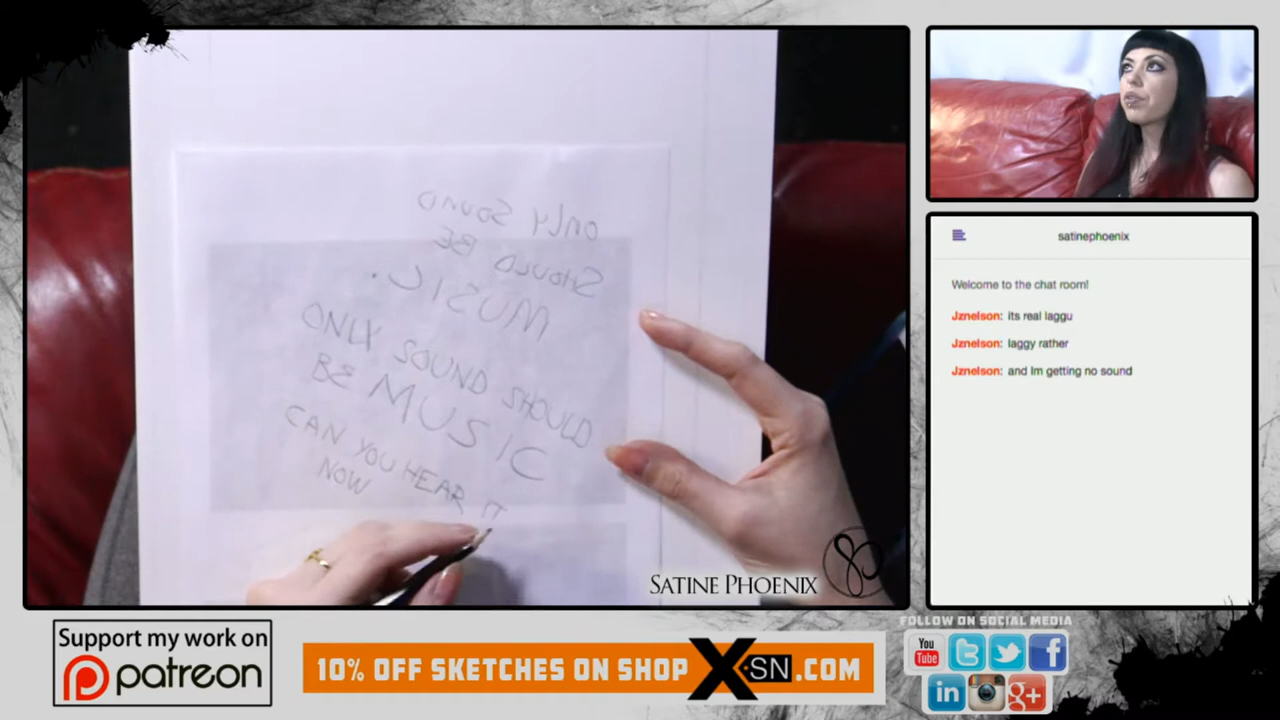 ONLY SOUND
SHOULD BE
MUSIC.
ONLY SOUND SHOULD
BE MUSIC
CAN YOU HEAR IT
NOW
SATINE PHOENIX
satinephoenix
Welcome to the chat room!
Jznelson: its real laggu
Jznelson: laggy rather
Jznelson: and Im getting no sound
Support my work on
patreon
10% OFF SKETCHES ON SHOP X-SN.COM
FOLLOW ON SOCIAL MEDIA
You
Tube
in
g+